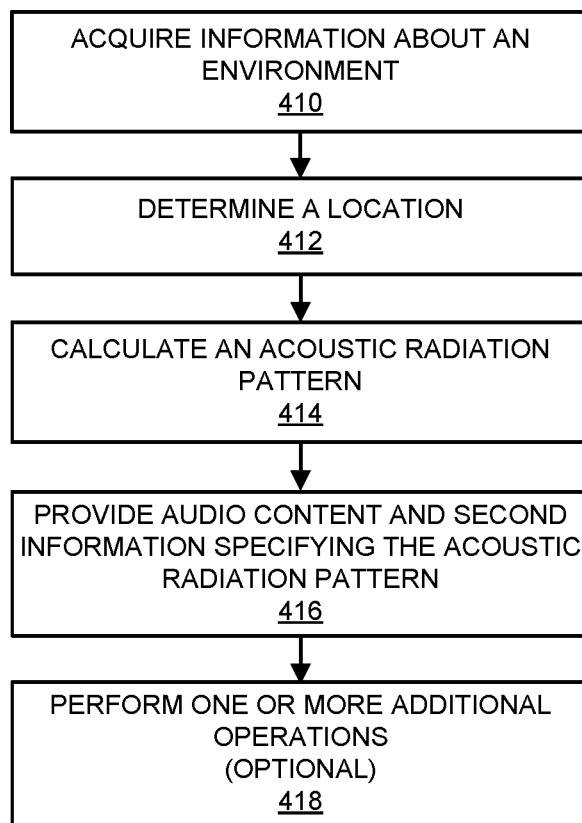 ACQUIRE INFORMATION ABOUT AN
ENVIRONMENT
410
DETERMINE A LOCATION
412
CALCULATE AN ACOUSTIC RADIATION
PATTERN
414
PROVIDE AUDIO CONTENT AND SECOND
INFORMATION SPECIFYING THE ACOUSTIC
RADIATION PATTERN
416
PERFORM ONE OR MORE ADDITIONAL
OPERATIONS
(OPTIONAL)
418